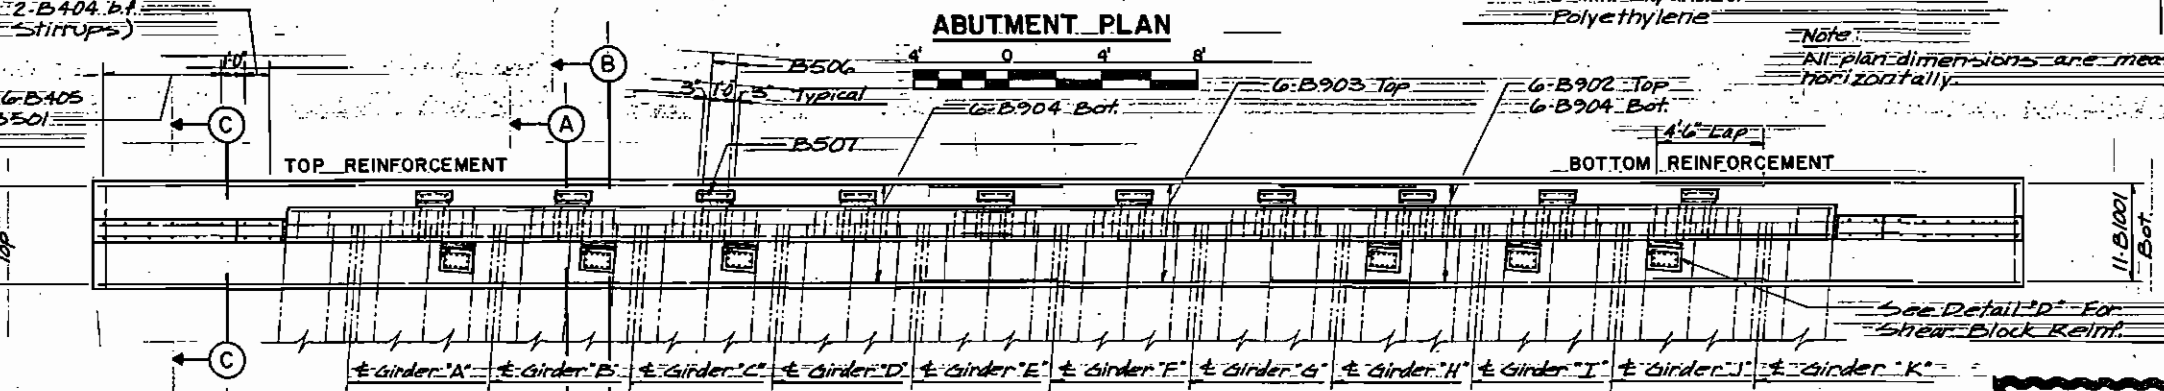 2-B404 b.f.
Stirrups)
1'-0"
6-B405
B501
Top
ABUTMENT PLAN
4' 0 4' 8'
B
A
C
C
B506
3" 1'-0" 3" Typical
B507
6-B904 Bot.
6-B903 Top
6-B902 Top
6-B904 Bot.
4'-6" Lap
Polyethylene
Note:
All plan dimensions are mea
horizontally.
TOP REINFORCEMENT
BOTTOM REINFORCEMENT
11-B1001
Bot.
See Detail "D" For
Shear Block Reinf.
℄ Girder "A"
℄ Girder "B"
℄ Girder "C"
℄ Girder "D"
℄ Girder "E"
℄ Girder "F"
℄ Girder "G"
℄ Girder "H"
℄ Girder "I"
℄ Girder "J"
℄ Girder "K"